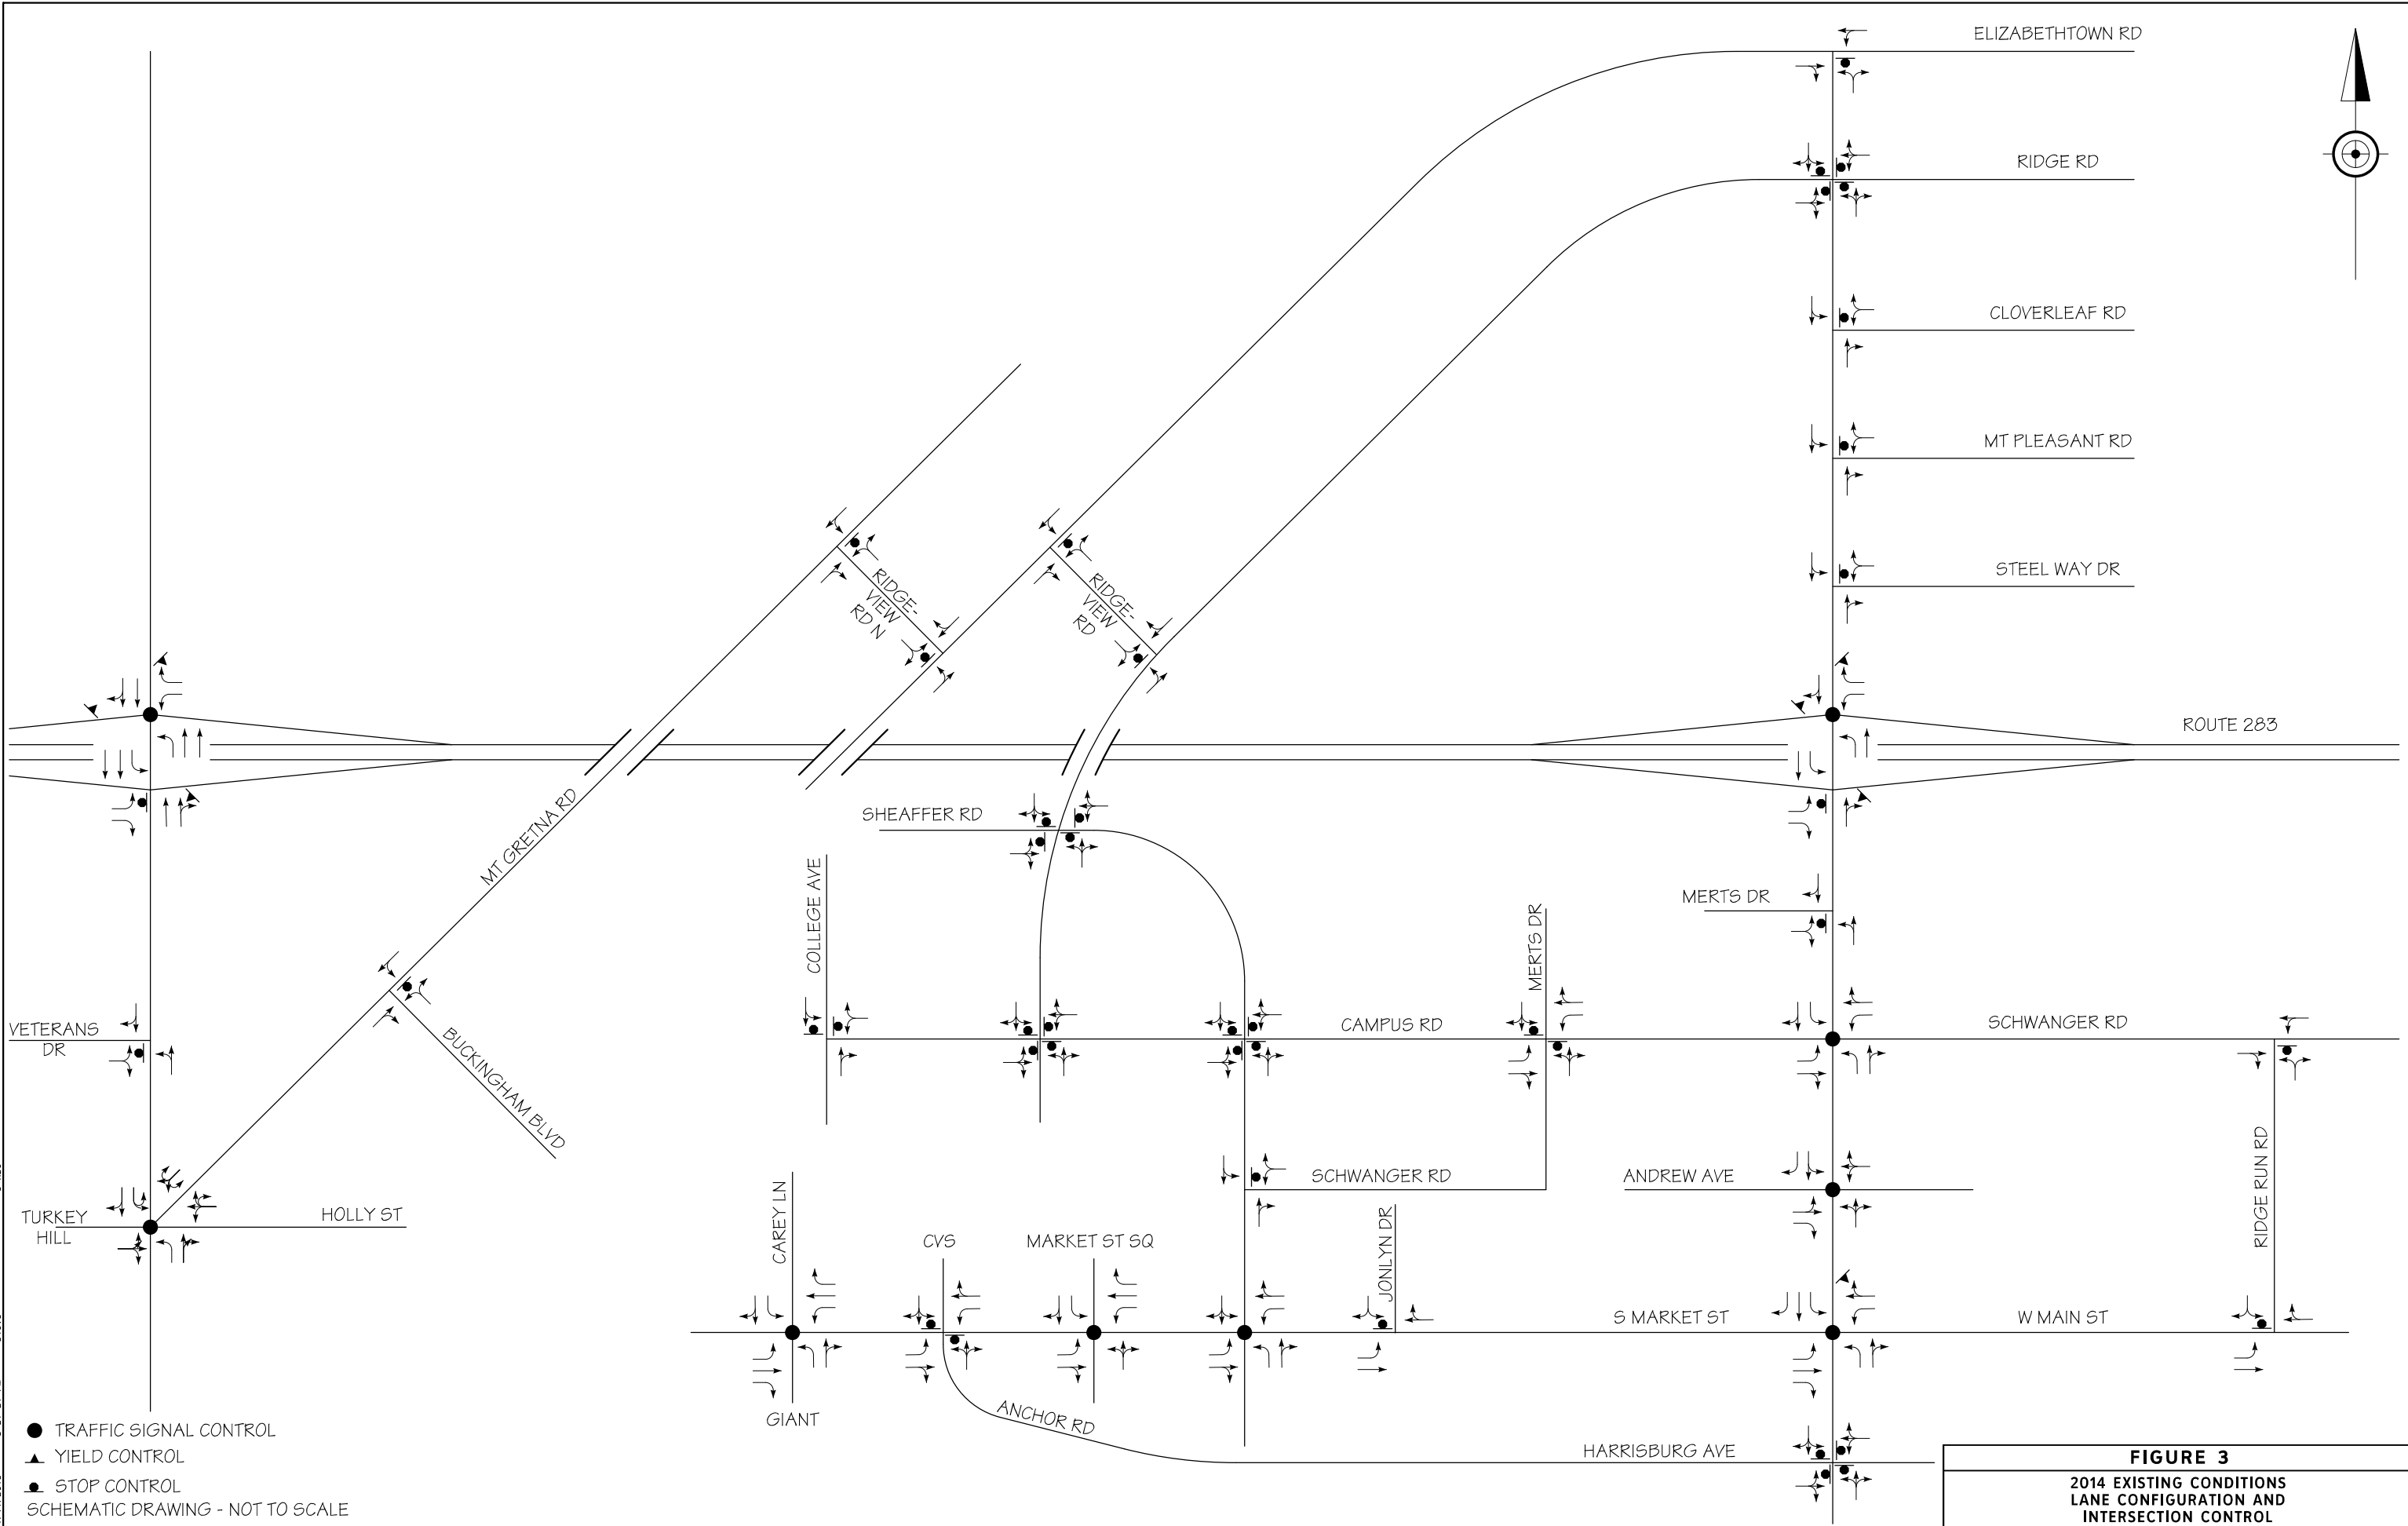 ELIZABETHTOWN RD
RIDGE RD
CLOVERLEAF RD
MT PLEASANT RD
STEEL WAY DR
RIDGE-
VIEW
RD N
RIDGE-
VIEW
RD
ROUTE 283
MT GRETNA RD
SHEAFFER RD
COLLEGE AVE
MERTS DR
MERTS DR
VETERANS
DR
BUCKINGHAM BLVD
CAMPUS RD
SCHWANGER RD
SCHWANGER RD
ANDREW AVE
RIDGE RUN RD
TURKEY
HILL
HOLLY ST
CAREY LN
CVS
MARKET ST SQ
JONLYN DR
S MARKET ST
W MAIN ST
GIANT
ANCHOR RD
HARRISBURG AVE
TRAFFIC SIGNAL CONTROL
YIELD CONTROL
STOP CONTROL
SCHEMATIC DRAWING - NOT TO SCALE
FIGURE 3
2014 EXISTING CONDITIONS
LANE CONFIGURATION AND
INTERSECTION CONTROL